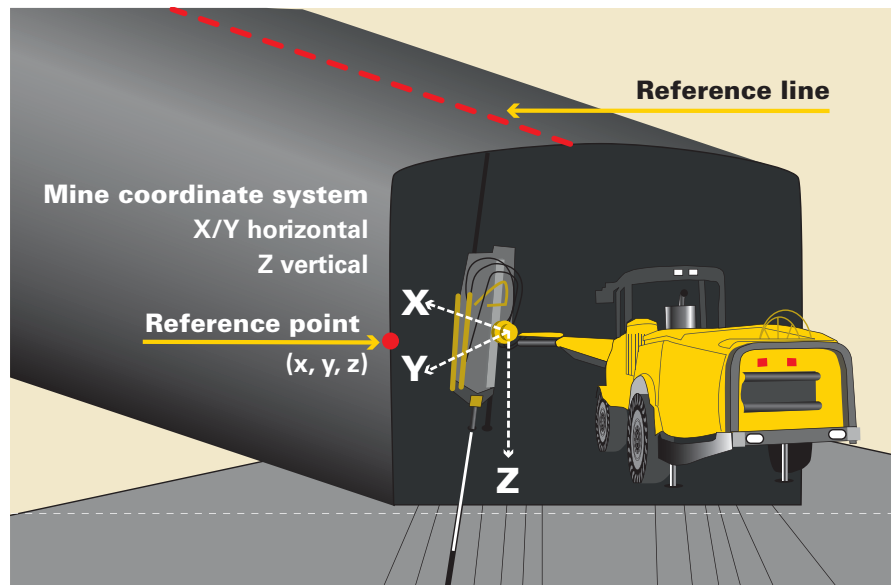 Reference line
Mine coordinate system
X/Y horizontal
Z vertical
Reference point
(x, y, z)
X
Y
Z